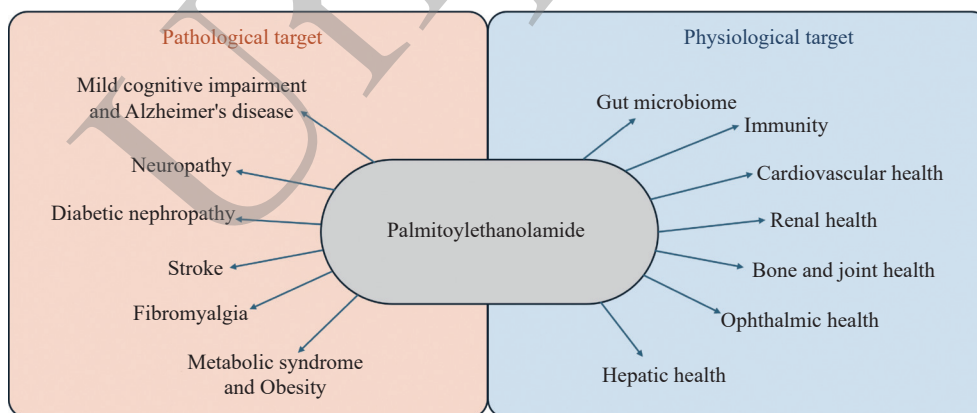 Pathological target
Mild cognitive impairment
and Alzheimer's disease
Neuropathy
Diabetic nephropathy
Stroke
Fibromyalgia
Metabolic syndrome
and Obesity
Palmitoylethanolamide
Physiological target
Gut microbiome
Immunity
Cardiovascular health
Renal health
Bone and joint health
Ophthalmic health
Hepatic health